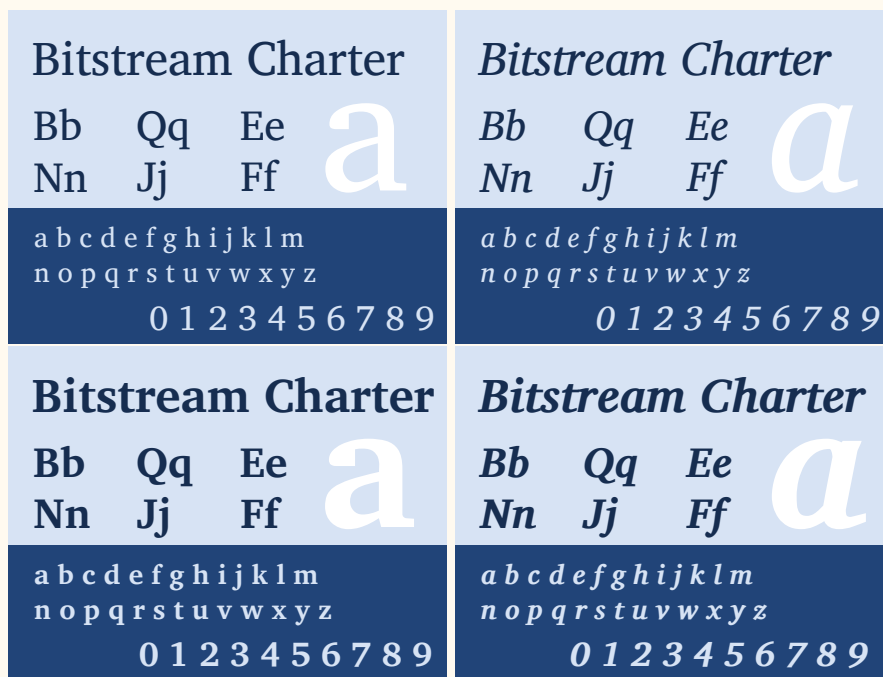 Bitstream Charter
Bb Qq Ee
a
Nn Jj Ff
a b c d e f g h i j k l m
n o p q r s t u v w x y z
0 1 2 3 4 5 6 7 8 9
Bitstream Charter
Bb Qq Ee
a
Nn Jj Ff
a b c d e f g h i j k l m
n o p q r s t u v w x y z
0 1 2 3 4 5 6 7 8 9
Bitstream Charter
Bb Qq Ee
a
Nn Jj Ff
a b c d e f g h i j k l m
n o p q r s t u v w x y z
0 1 2 3 4 5 6 7 8 9
Bitstream Charter
Bb Qq Ee
a
Nn Jj Ff
a b c d e f g h i j k l m
n o p q r s t u v w x y z
0 1 2 3 4 5 6 7 8 9